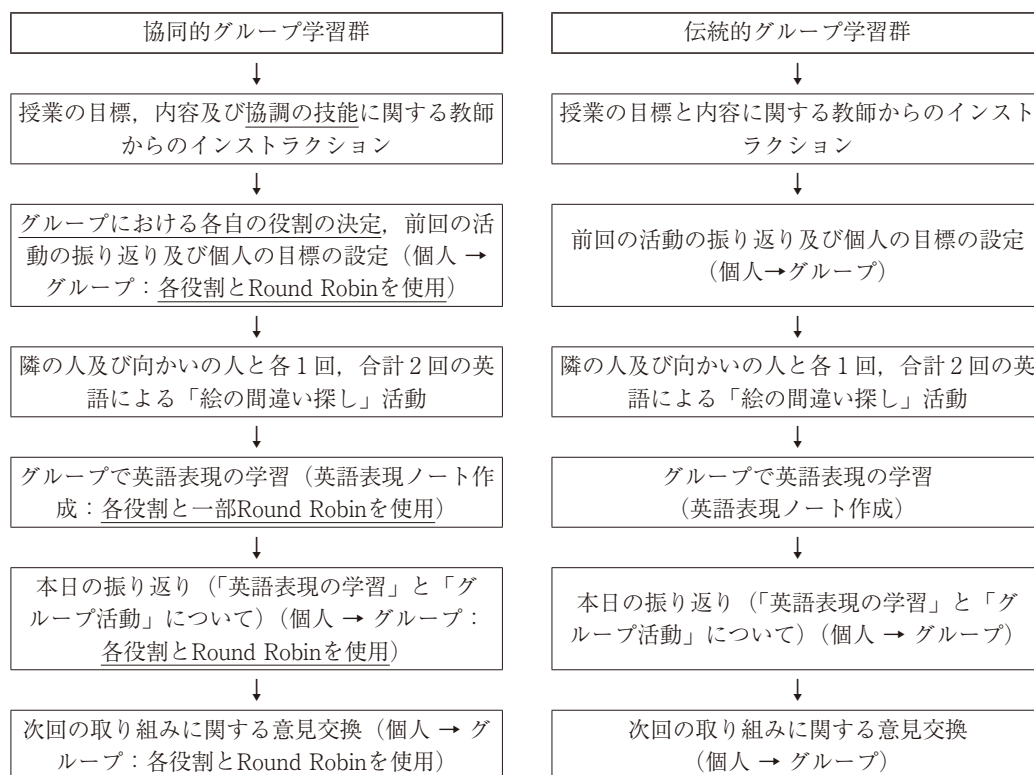 協同的グループ学習群
↓
授業の目標，内容及び協調の技能に関する教師
からのインストラクション
↓
グループにおける各自の役割の決定，前回の活
動の振り返り及び個人の目標の設定（個人 →
グループ：各役割とRound Robinを使用）
↓
隣の人及び向かいの人と各１回，合計２回の英
語による「絵の間違い探し」活動
↓
グループで英語表現の学習（英語表現ノート作
成：各役割と一部Round Robinを使用）
↓
本日の振り返り（「英語表現の学習」と「グ
ループ活動」について）（個人 → グループ：
各役割とRound Robinを使用）
↓
次回の取り組みに関する意見交換（個人 → グ
ループ：各役割とRound Robinを使用）
伝統的グループ学習群
↓
授業の目標と内容に関する教師からのインスト
ラクション
↓
前回の活動の振り返り及び個人の目標の設定
（個人→グループ）
↓
隣の人及び向かいの人と各１回，合計２回の英
語による「絵の間違い探し」活動
↓
グループで英語表現の学習
（英語表現ノート作成）
↓
本日の振り返り（「英語表現の学習」と「グ
ループ活動」について）（個人 → グループ）
↓
次回の取り組みに関する意見交換
（個人 → グループ）